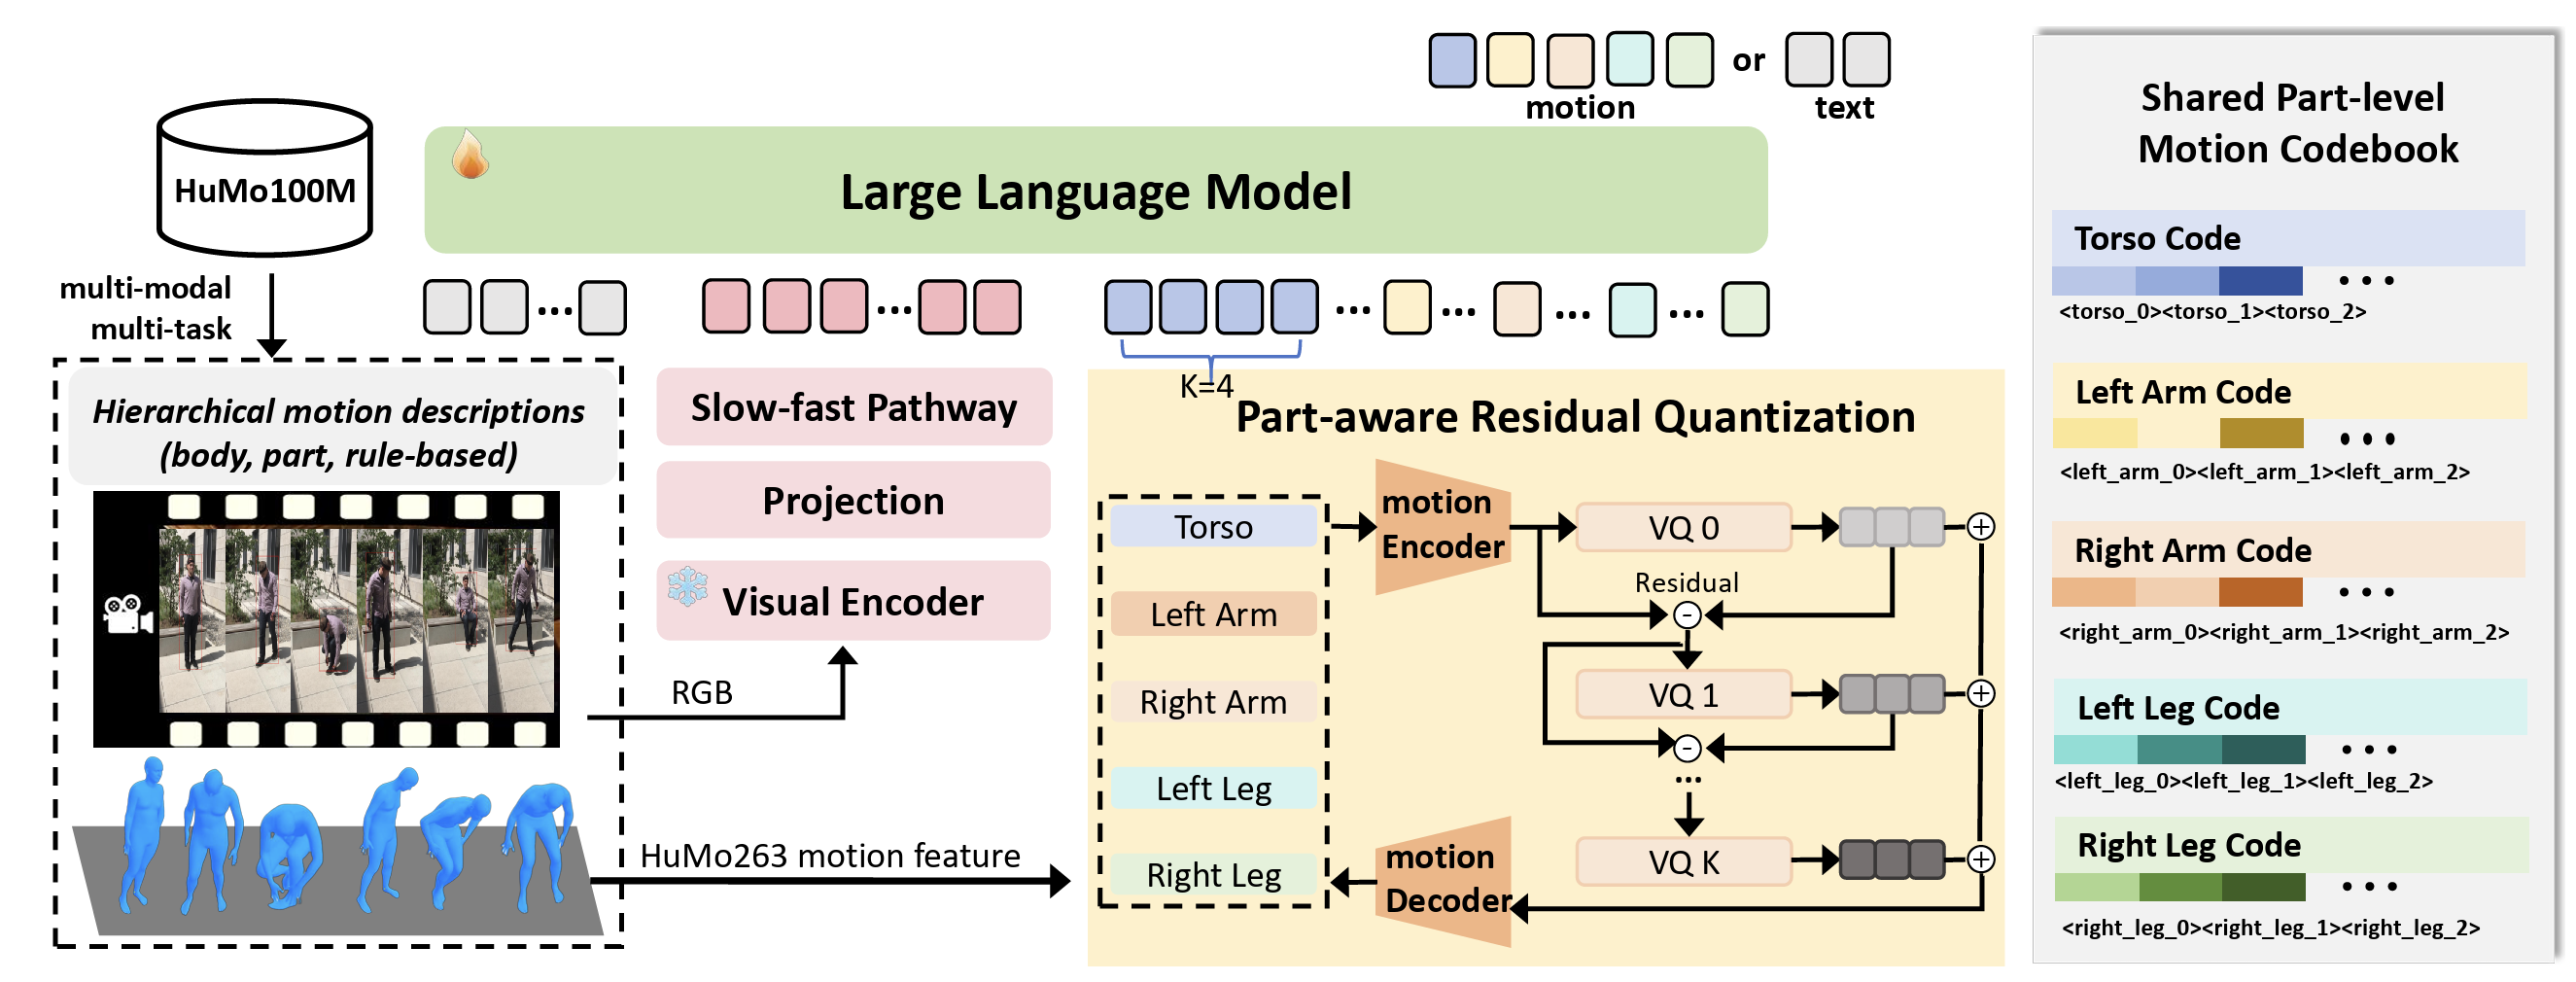 motion
or
text
HuMo100M
Large Language Model
multi-modal
multi-task
Hierarchical motion descriptions
(body, part, rule-based)
Slow-fast Pathway
Projection
Visual Encoder
RGB
HuMo263 motion feature
K=4
Part-aware Residual Quantization
Torso
Left Arm
Right Arm
Left Leg
Right Leg
motion
Encoder
VQ 0
Residual
-
VQ 1
-
...
VQ K
+
+
+
motion
Decoder
Shared Part-level
Motion Codebook
Torso Code
<torso_0><torso_1><torso_2>
Left Arm Code
<left_arm_0><left_arm_1><left_arm_2>
Right Arm Code
<right_arm_0><right_arm_1><right_arm_2>
Left Leg Code
<left_leg_0><left_leg_1><left_leg_2>
Right Leg Code
<right_leg_0><right_leg_1><right_leg_2>